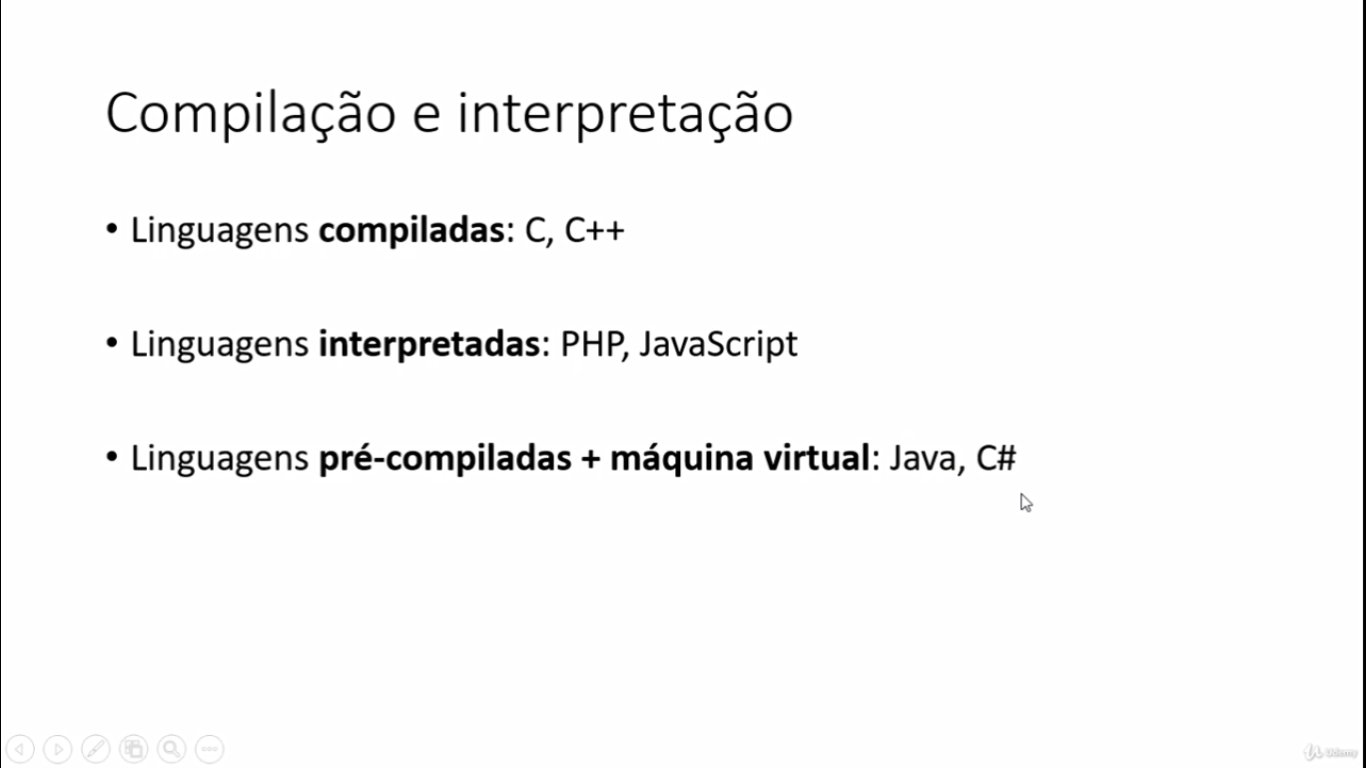 Compilação e interpretação
• Linguagens compiladas: C, C++
• Linguagens interpretadas: PHP, JavaScript
• Linguagens pré-compiladas + máquina virtual: Java, C#
Udemy